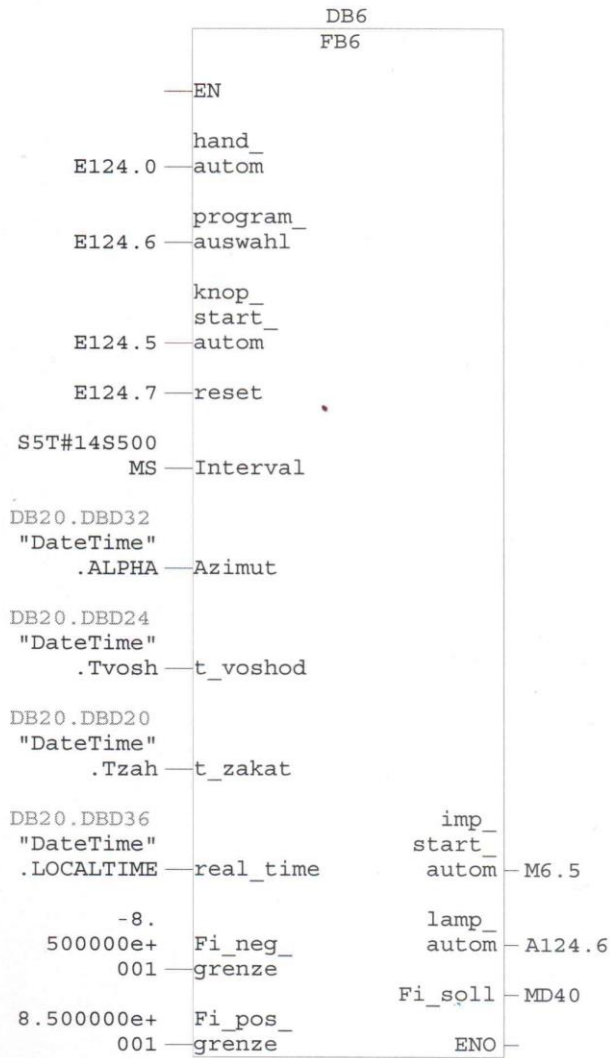 DB6
FB6
EN
hand_
E124.0 autom
program_
E124.6 auswahl
knop_
start_
E124.5 autom
E124.7 reset
S5T#14S500
MS Interval
DB20.DBD32
"DateTime"
.ALPHA Azimut
DB20.DBD24
"DateTime"
.Tvosh t_voshod
DB20.DBD20
"DateTime"
.Tzah t_zakat
DB20.DBD36 imp_
"DateTime" start_
.LOCALTIME real_time autom M6.5
-8. lamp_
500000e+ Fi_neg_ autom A124.6
001 grenze
Fi_soll MD40
8.500000e+ Fi_pos_
001 grenze ENO